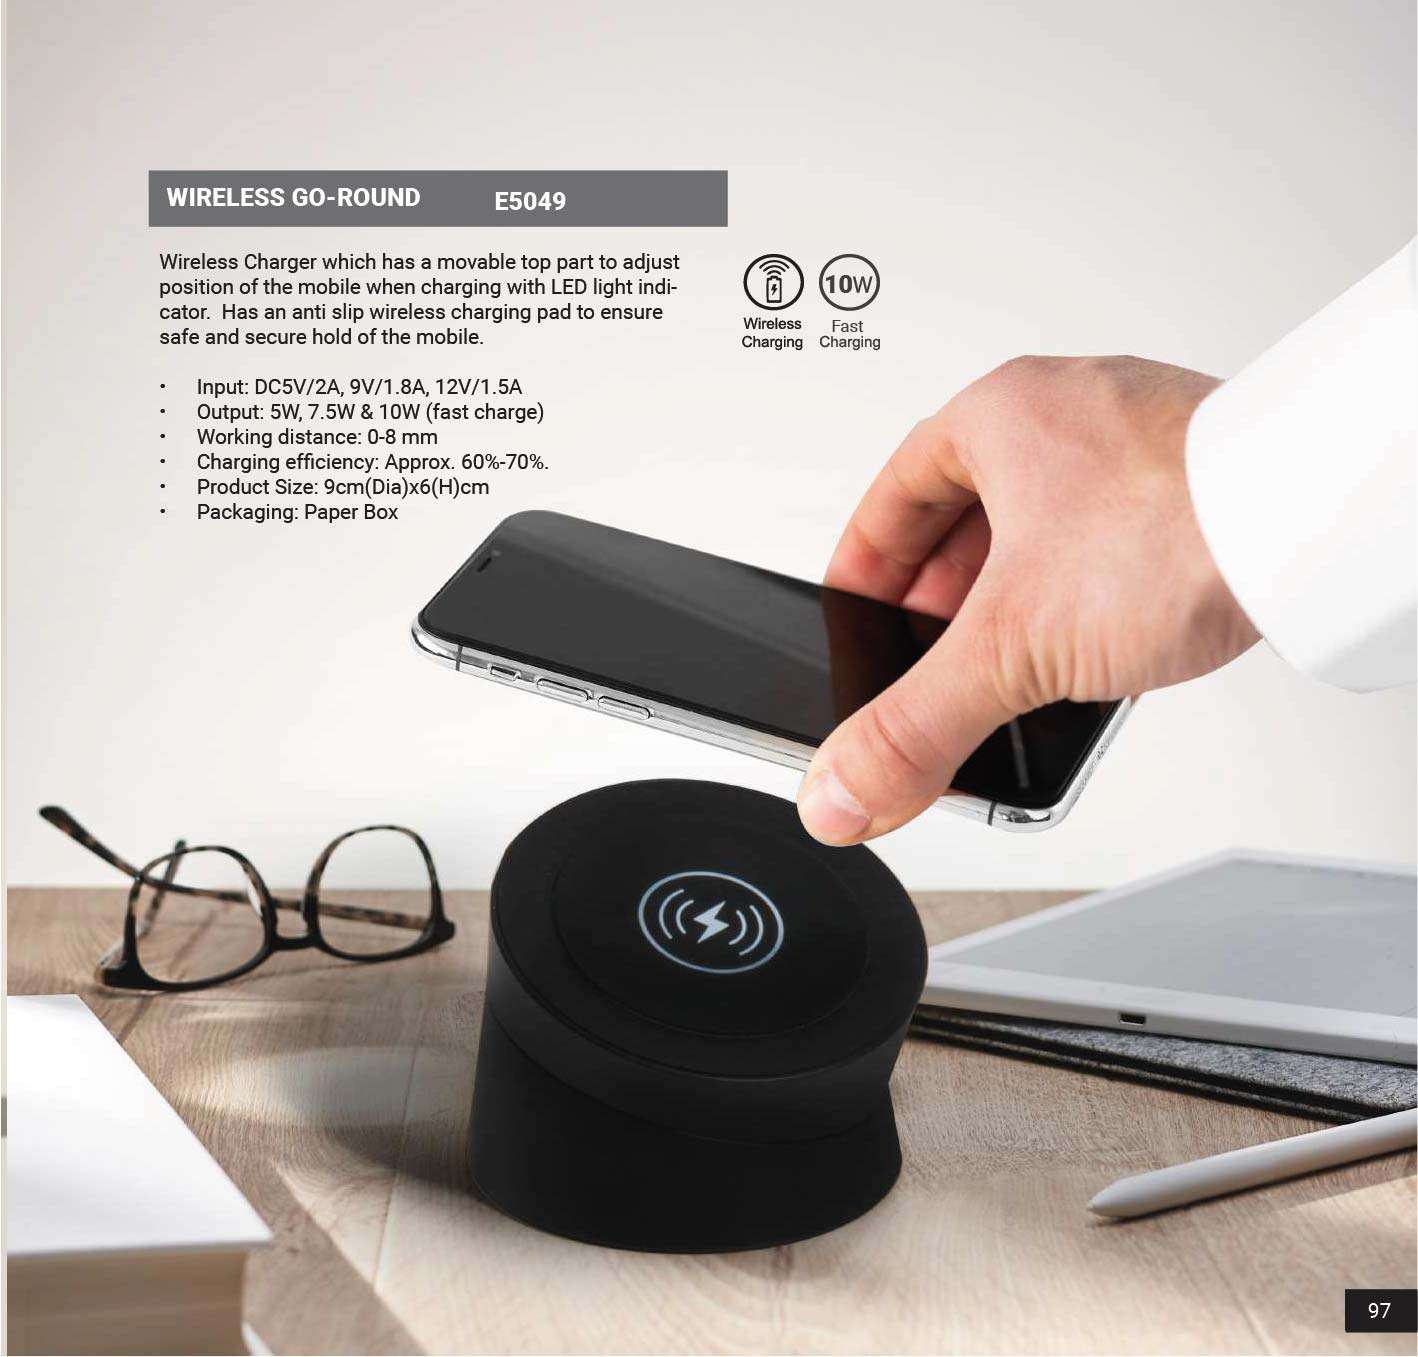 WIRELESS GO-ROUND E5049
Wireless Charger which has a movable top part to adjust
position of the mobile when charging with LED light indi-
cator. Has an anti slip wireless charging pad to ensure
safe and secure hold of the mobile.
• Input: DC5V/2A, 9V/1.8A, 12V/1.5A
• Output: 5W, 7.5W & 10W (fast charge)
• Working distance: 0-8 mm
• Charging efficiency: Approx. 60%-70%.
• Product Size: 9cm(Dia)x6(H)cm
• Packaging: Paper Box
Wireless
Charging
10W
Fast
Charging
97